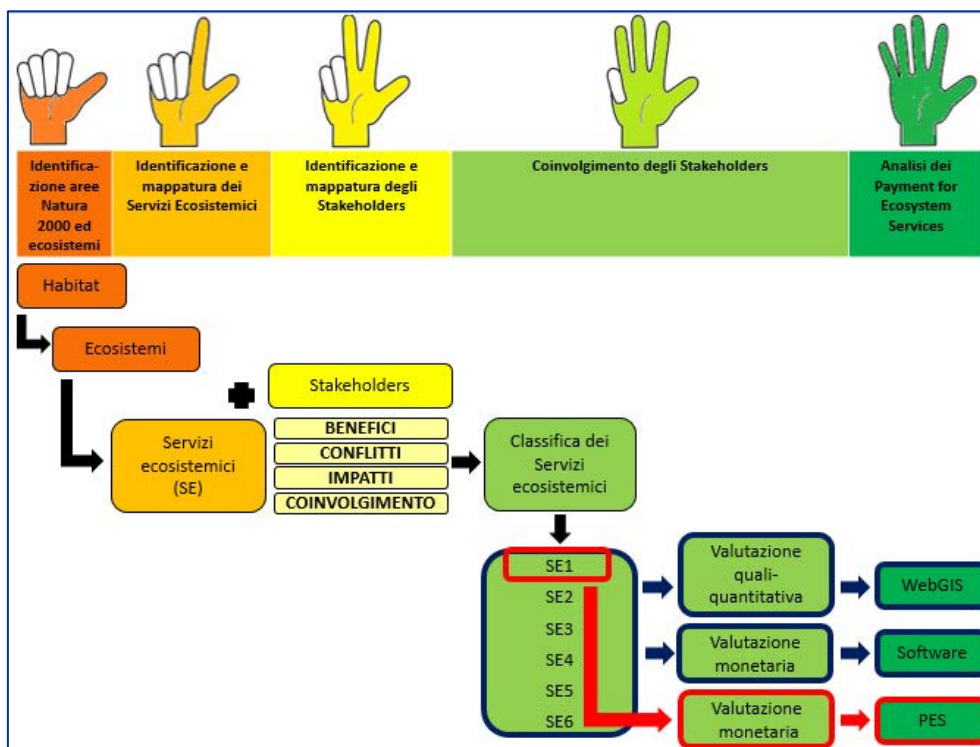 Identifica-
zione aree
Natura
2000 ed
ecosistemi
Identificazione e
mappatura dei
Servizi Ecosistemici
Identificazione e
mappatura degli
Stakeholders
Coinvolgimento degli Stakeholders
Analisi dei
Payment for
Ecosystem
Services
Habitat
Ecosistemi
Servizi
ecosistemici
(SE)
Stakeholders
BENEFICI
CONFLITTI
IMPATTI
COINVOLGIMENTO
Classifica dei
Servizi
ecosistemici
SE1
SE2
SE3
SE4
SE5
SE6
Valutazione
quali-
quantitativa
WebGIS
Valutazione
monetaria
Software
Valutazione
monetaria
PES